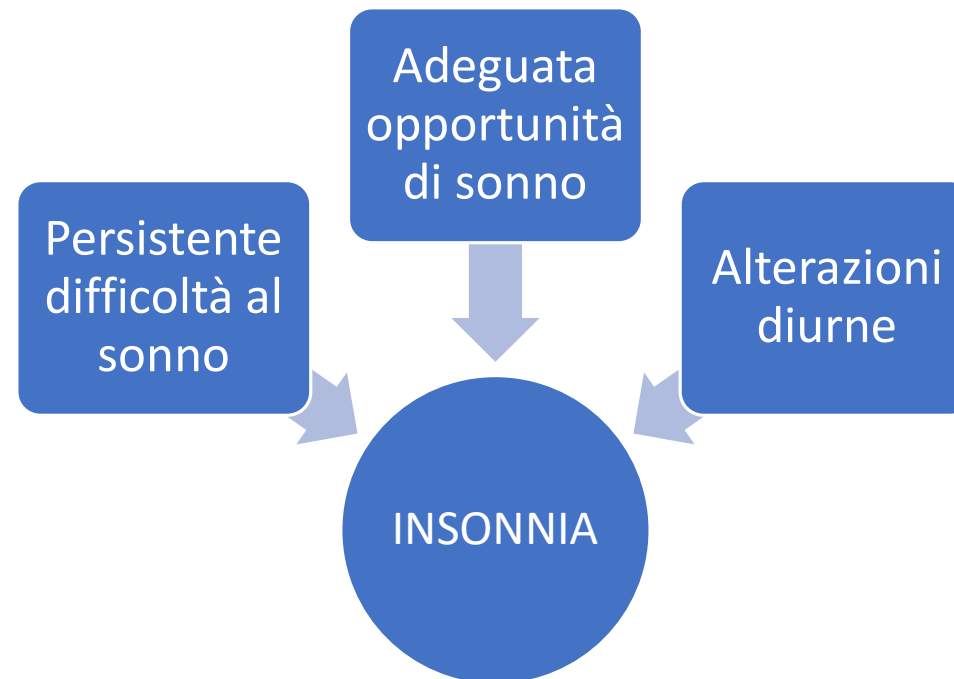 Adeguata
opportunità
di sonno
Persistente
difficoltà al
sonno
Alterazioni
diurne
INSONNIA